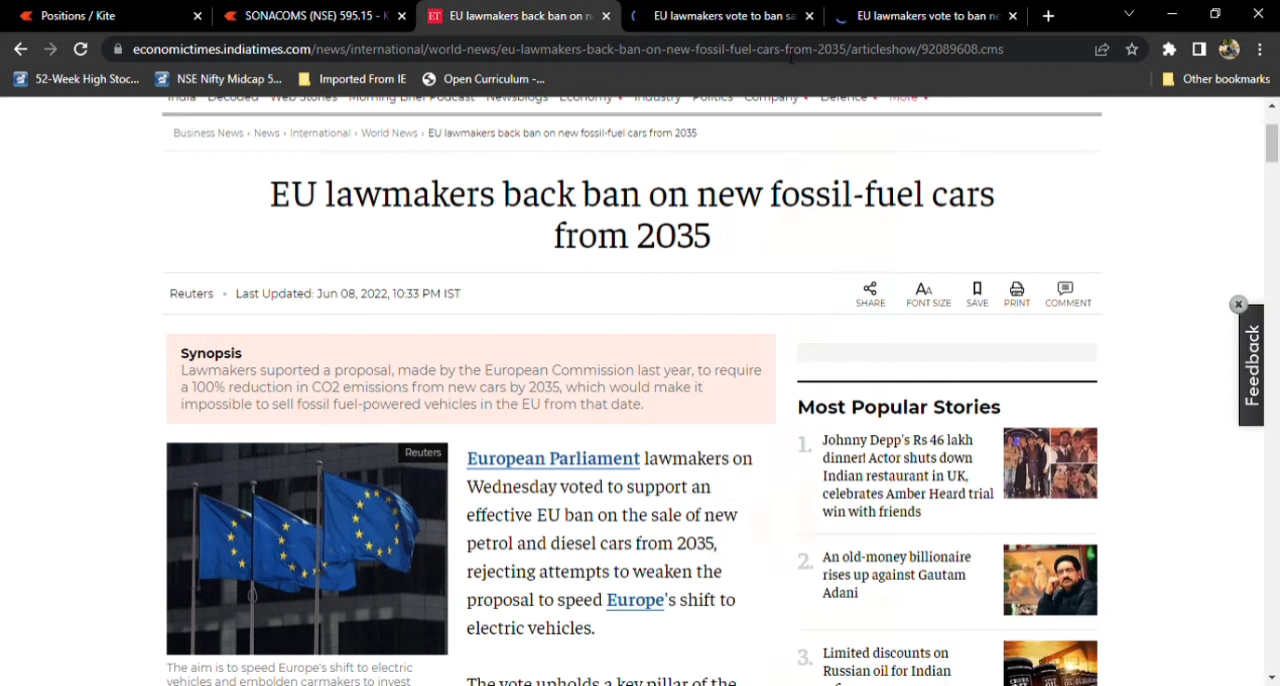 Positions / Kite
SONACOMS (NSE) 595.15 - K
EU lawmakers back ban on n
EU lawmakers vote to ban sa
EU lawmakers vote to ban ne
economictimes.indiatimes.com/news/international/world-news/eu-lawmakers-back-ban-on-new-fossil-fuel-cars-from-2035/articleshow/92089608.cms
52-Week High Stoc...
NSE Nifty Midcap 5...
Imported From IE
Open Curriculum -...
Other bookmarks
India Decoded Web Stories Morning Brief Podcast Newsblogs Economy Industry Politics Company Defence More
Business News › News › International › World News › EU lawmakers back ban on new fossil-fuel cars from 2035
EU lawmakers back ban on new fossil-fuel cars
from 2035
Reuters • Last Updated: Jun 08, 2022, 10:33 PM IST
SHARE
FONT SIZE
SAVE
PRINT
COMMENT
Synopsis
Lawmakers suported a proposal, made by the European Commission last year, to require
a 100% reduction in CO2 emissions from new cars by 2035, which would make it
impossible to sell fossil fuel-powered vehicles in the EU from that date.
Reuters
The aim is to speed Europe's shift to electric
vehicles and embolden carmakers to invest
European Parliament lawmakers on
Wednesday voted to support an
effective EU ban on the sale of new
petrol and diesel cars from 2035,
rejecting attempts to weaken the
proposal to speed Europe's shift to
electric vehicles.
The vote upholds a key pillar of the
Most Popular Stories
1.
Johnny Depp's Rs 46 lakh
dinner! Actor shuts down
Indian restaurant in UK,
celebrates Amber Heard trial
win with friends
2.
An old-money billionaire
rises up against Gautam
Adani
3.
Limited discounts on
Russian oil for Indian
Feedback